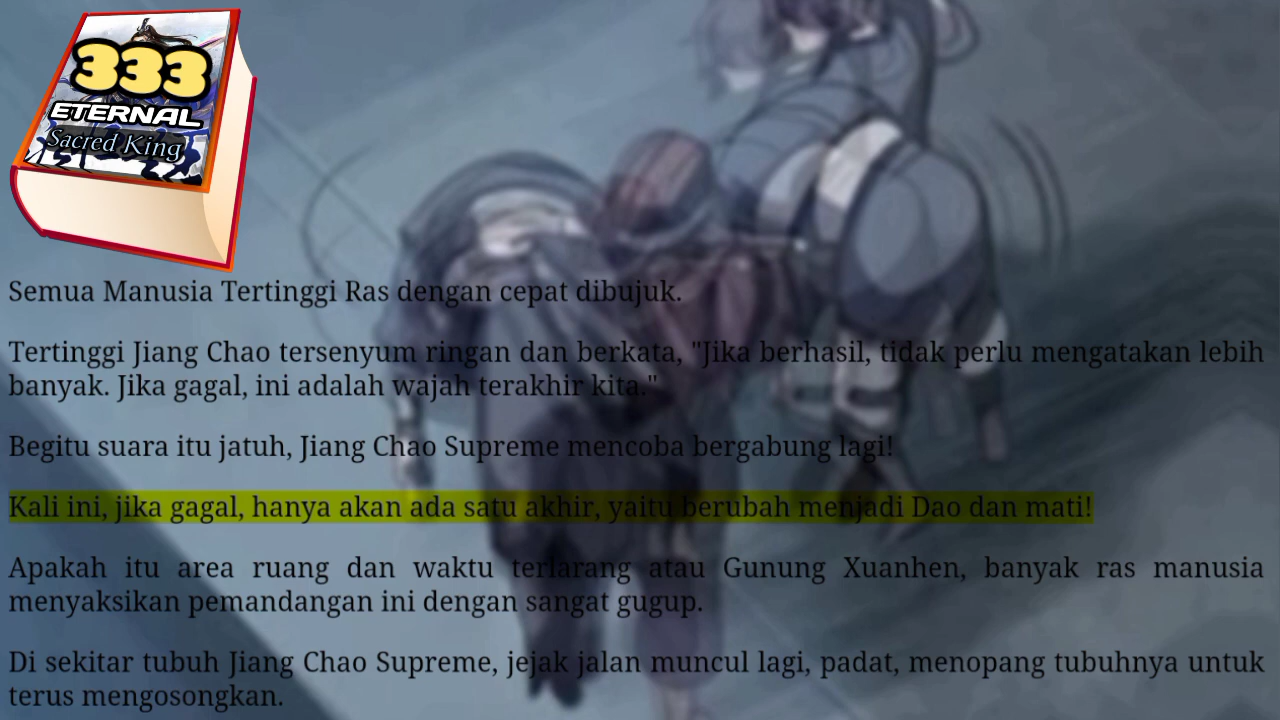 333
ETERNAL
Sacred King
Semua Manusia Tertinggi Ras dengan cepat dibujuk.
Tertinggi Jiang Chao tersenyum ringan dan berkata, "Jika berhasil, tidak perlu mengatakan lebih
banyak. Jika gagal, ini adalah wajah terakhir kita."
Begitu suara itu jatuh, Jiang Chao Supreme mencoba bergabung lagi!
Kali ini, jika gagal, hanya akan ada satu akhir, yaitu berubah menjadi Dao dan mati!
Apakah itu area ruang dan waktu terlarang atau Gunung Xuanhen, banyak ras manusia
menyaksikan pemandangan ini dengan sangat gugup.
Di sekitar tubuh Jiang Chao Supreme, jejak jalan muncul lagi, padat, menopang tubuhnya untuk
terus mengosongkan.